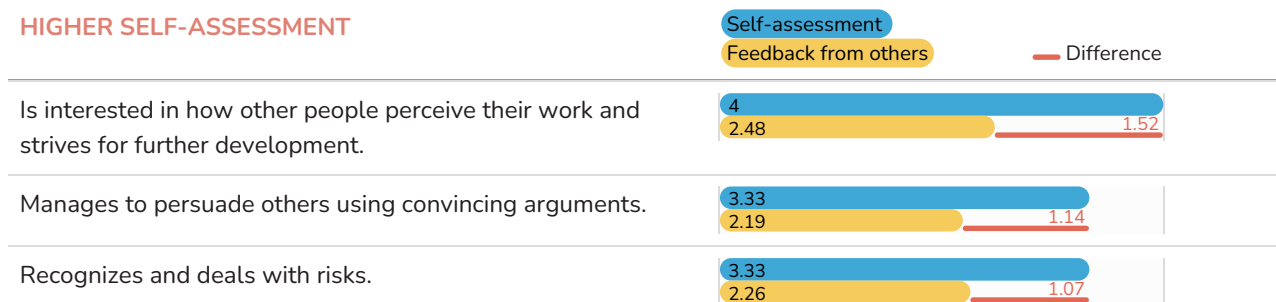 HIGHER SELF-ASSESSMENT
Self-assessment
Feedback from others
Difference
Is interested in how other people perceive their work and
strives for further development.
4
2.48
1.52
Manages to persuade others using convincing arguments.
3.33
2.19
1.14
Recognizes and deals with risks.
3.33
2.26
1.07